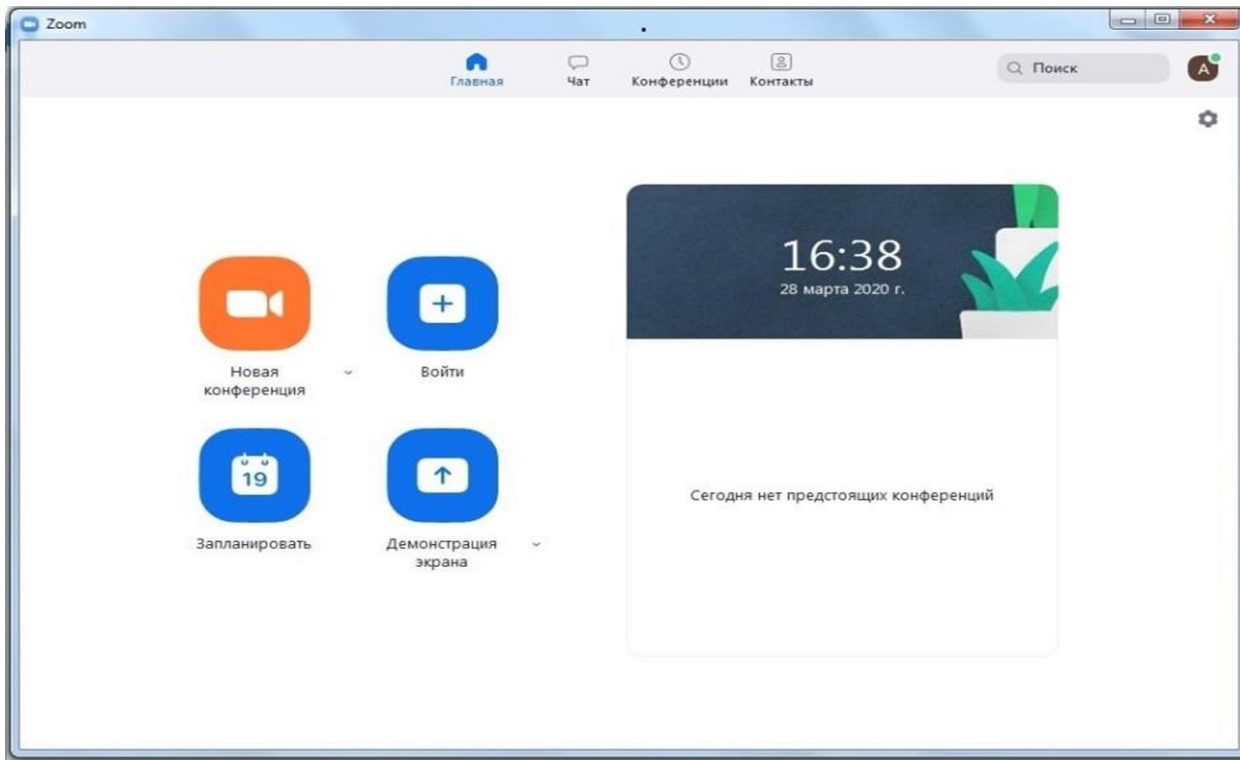 Zoom
Главная
Чат
Конференции
Контакты
Поиск
А
16:38
28 марта 2020 г.
Новая
конференция
Войти
19
Запланировать
Демонстрация
экрана
Сегодня нет предстоящих конференций